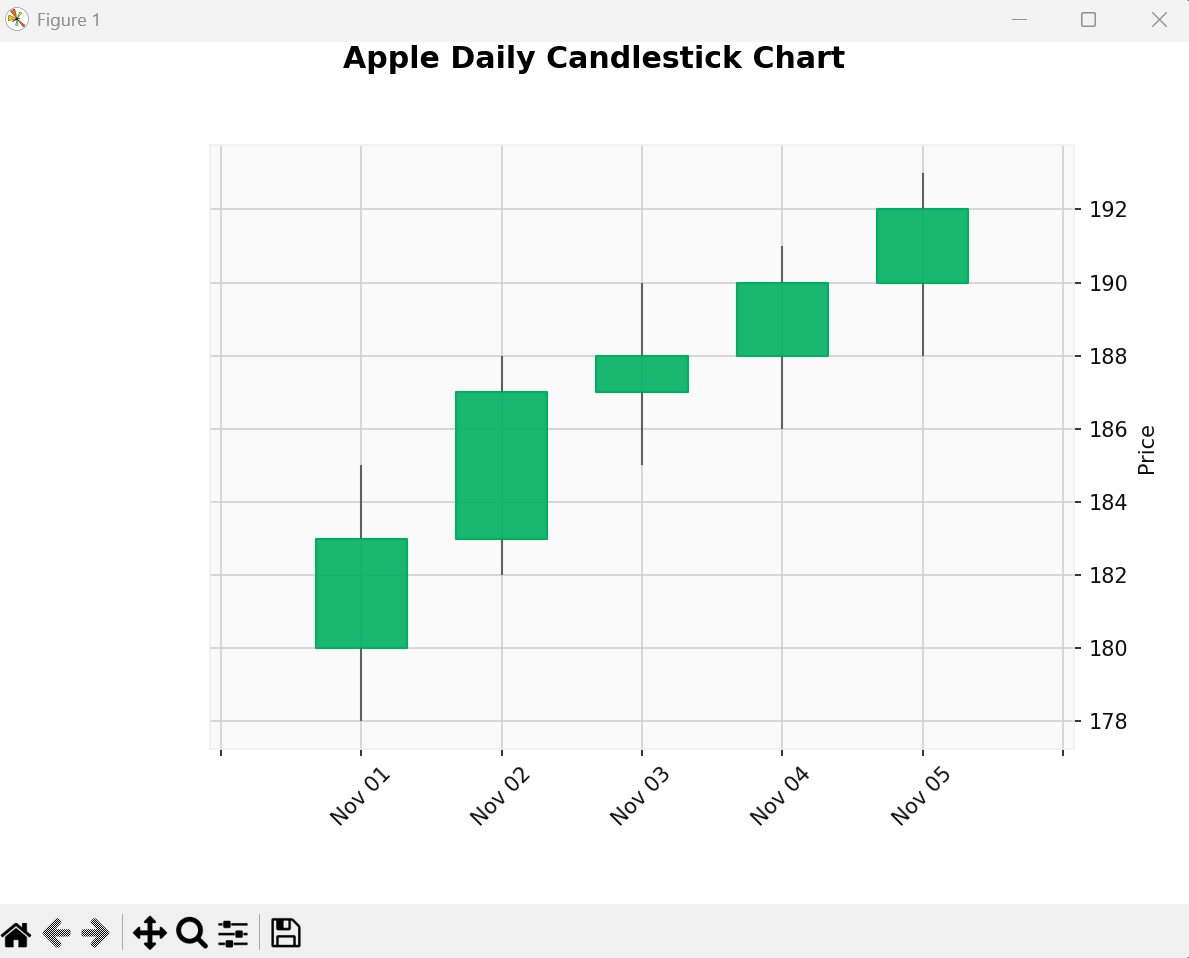 Figure 1
Apple Daily Candlestick Chart
192
190
188
186
184
182
180
178
Price
Nov 01
Nov 02
Nov 03
Nov 04
Nov 05